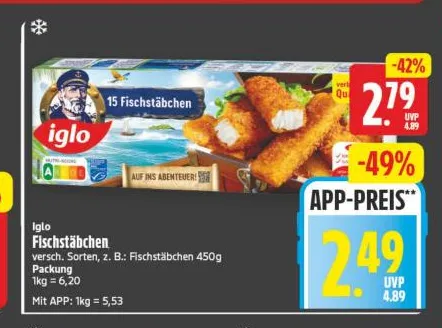 -42%
2.79
UVP
4.89
15 Fischstäbchen
iglo
A
AUF INS ABENTEUER!
-49%
APP-PREIS**
2.49
UVP
4.89
Iglo
Fischstäbchen
versch. Sorten, z. B.: Fischstäbchen 450g
Packung
1kg = 6,20
Mit APP: 1kg = 5,53